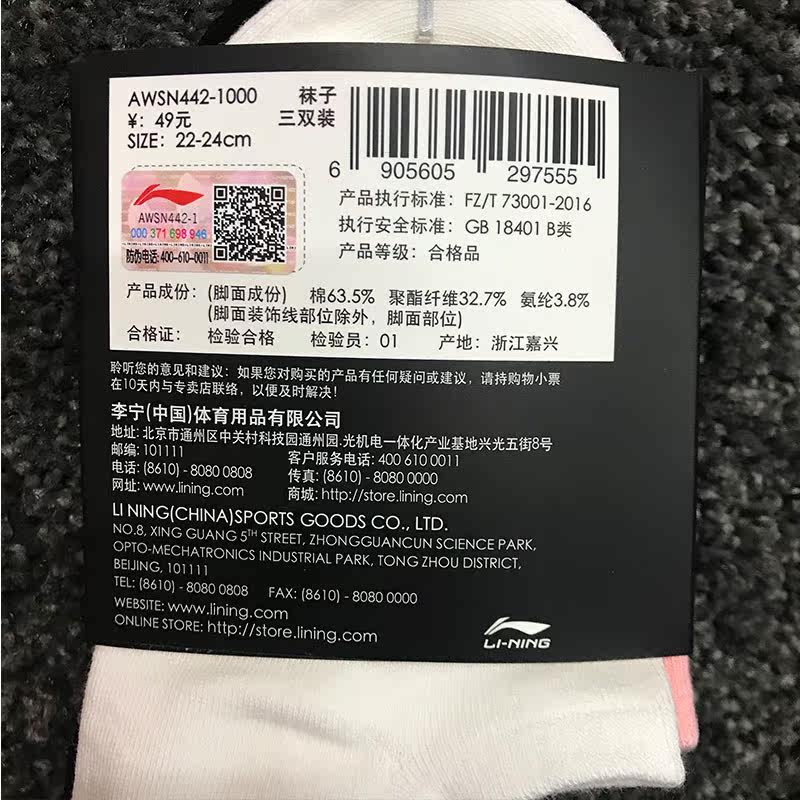 AWSN442-1000 袜子
¥: 49元 三双装
SIZE: 22-24cm
6 905605 297555
AWSN442-1
000 371 698 946
防伪电话:400-610-0011
产品执行标准: FZ/T 73001-2016
执行安全标准: GB 18401 B类
产品等级: 合格品
产品成份: (脚面成份) 棉63.5% 聚酯纤维32.7% 氨纶3.8%
(脚面装饰线部位除外，脚面部位)
合格证: 检验合格 检验员: 01 产地: 浙江嘉兴
聆听您的意见和建议: 如果您对购买的产品有任何疑问或建议，请持购物小票
在10天内与专卖店联络，以便及时解决!
李宁(中国)体育用品有限公司
地址: 北京市通州区中关村科技园通州园.光机电一体化产业基地兴光五街8号
邮编: 101111 客户服务电话: 400 610 0011
电话: (8610) - 8080 0808 传真: (8610) - 8080 0000
网址: www.lining.com 商城: http://store.lining.com
LI NING(CHINA)SPORTS GOODS CO., LTD.
NO.8, XING GUANG 5TH STREET, ZHONGGUANCUN SCIENCE PARK,
OPTO-MECHATRONICS INDUSTRIAL PARK, TONG ZHOU DISTRICT,
BEIJING, 101111
TEL: (8610) - 8080 0808 FAX: (8610) - 8080 0000
WEBSITE: www.lining.com
ONLINE STORE: http://store.lining.com
LI-NING